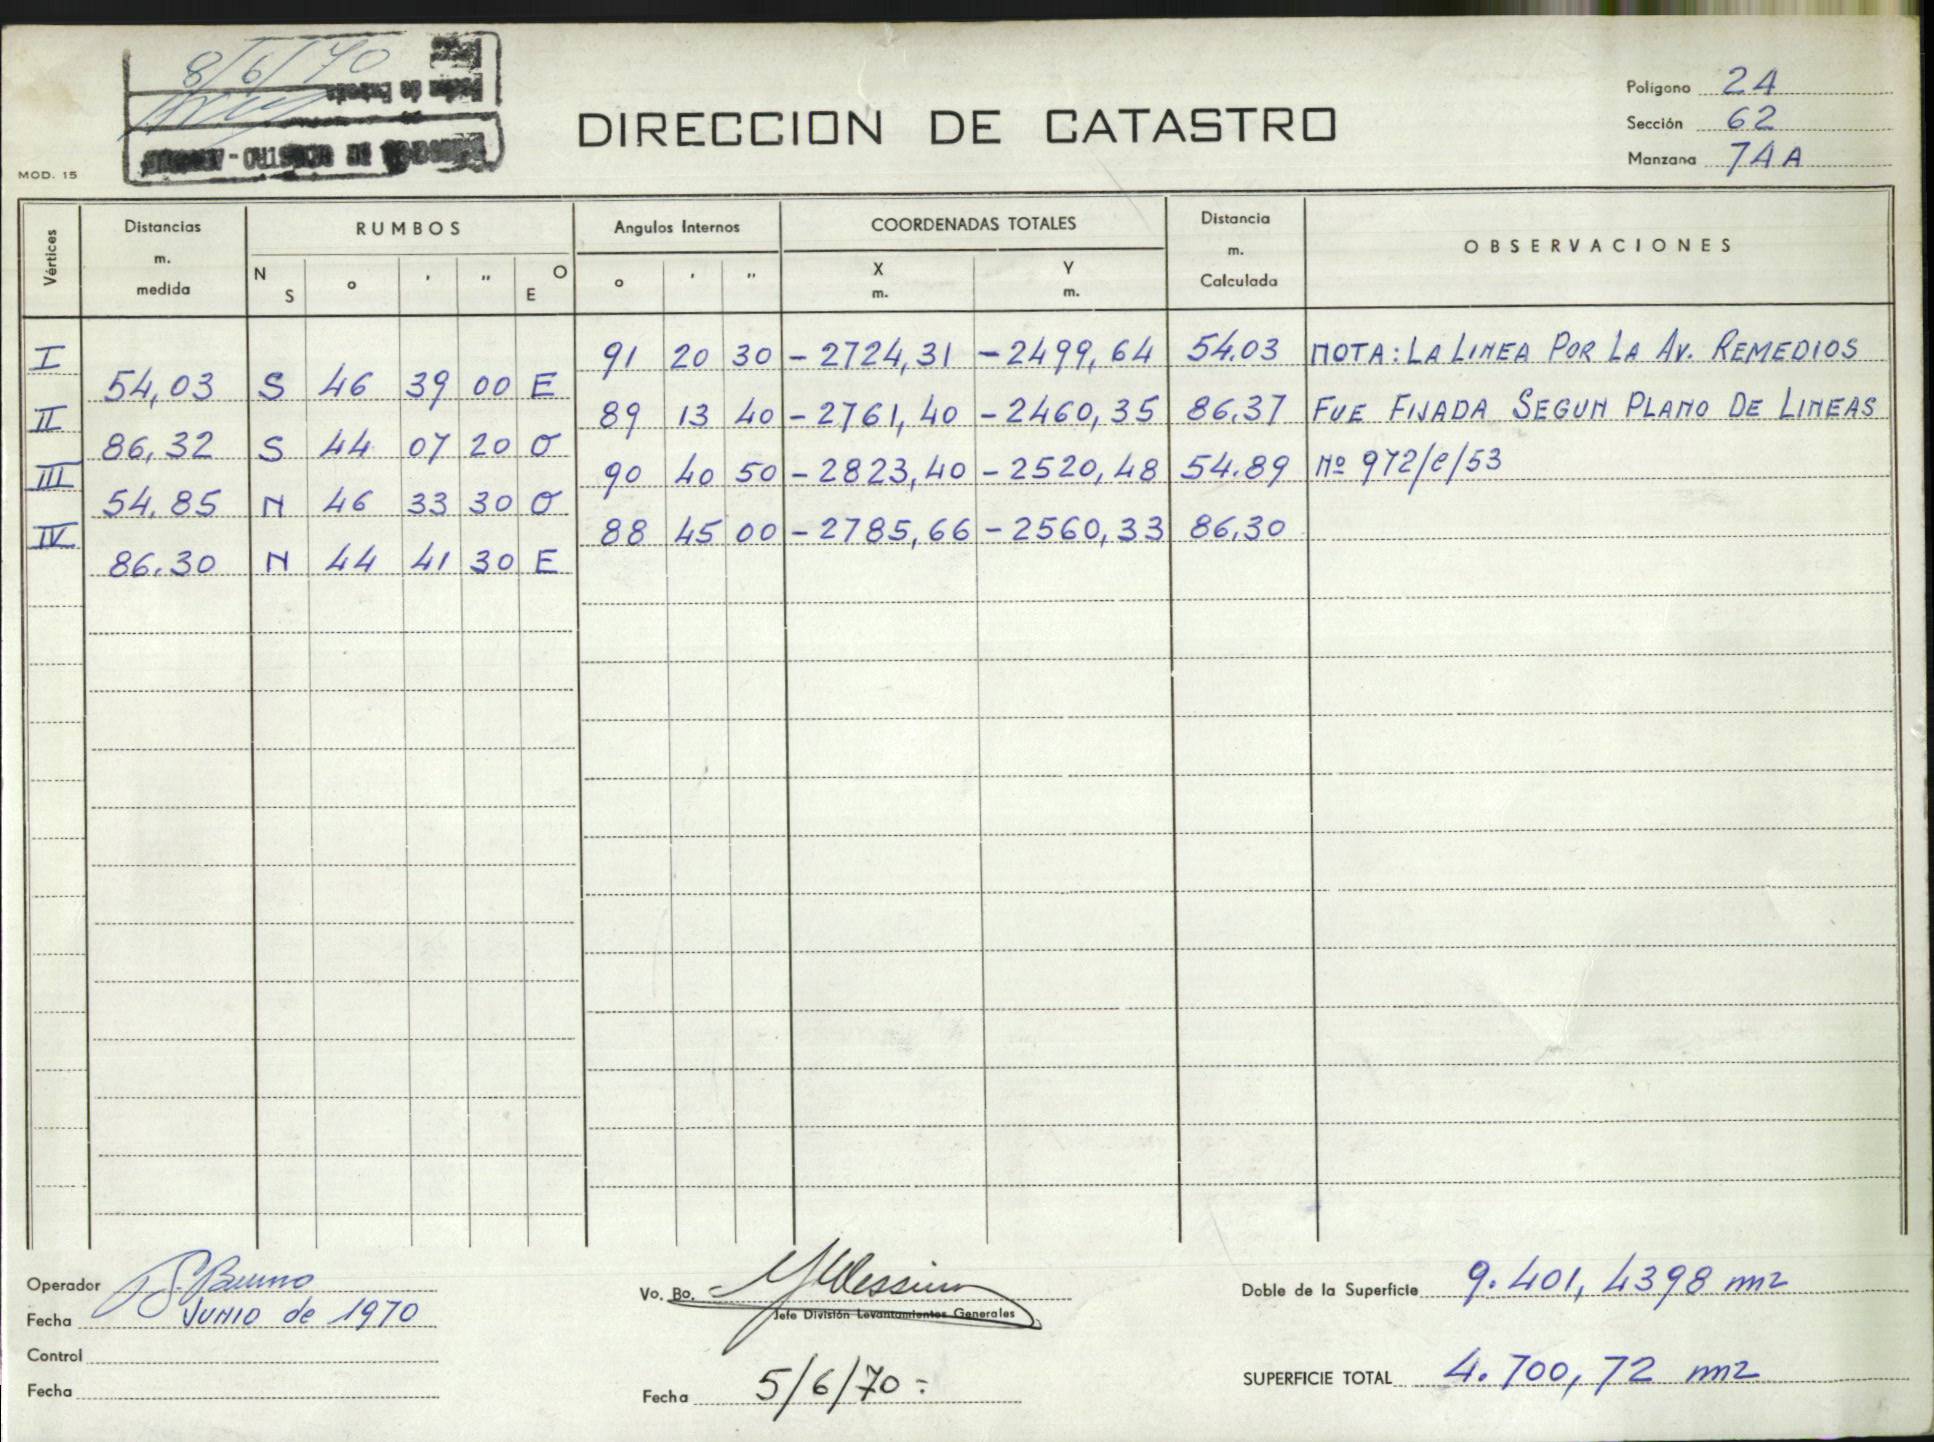 8/6/70
Fecha de Entrada
DIRECCION DE CATASTRO
Polígono 24
Sección 62
Manzana 74A
MOD. 15
Vértices Distancias m. medida RUMBOS Angulos Internos COORDENADAS TOTALES Distancia m. Calculada OBSERVACIONES
N S ° ' " O E ° ' " X m. Y m.
I 91 20 30 -2724,31 -2499,64 54.03 NOTA: LA LINEA POR LA AV. REMEDIOS
54,03 S 46 39 00 E
II 89 13 40 -2761,40 -2460,35 86,37 FUE FIJADA SEGUN PLANO DE LINEAS
86,32 S 44 07 20 O
III 90 40 50 -2823,40 -2520,48 54.89 Nº 972/C/53
54,85 N 46 33 30 O
IV 88 45 00 -2785,66 -2560,33 86,30
86.30 N 44 41 30 E
Operador S. Bruno
Fecha JUNIO de 1970
Control
Fecha
Vo. Bo.
Jefe División Levantamientos Generales
Fecha 5/6/70=
Doble de la Superficie 9.401,4398 m2
SUPERFICIE TOTAL 4.700,72 m2